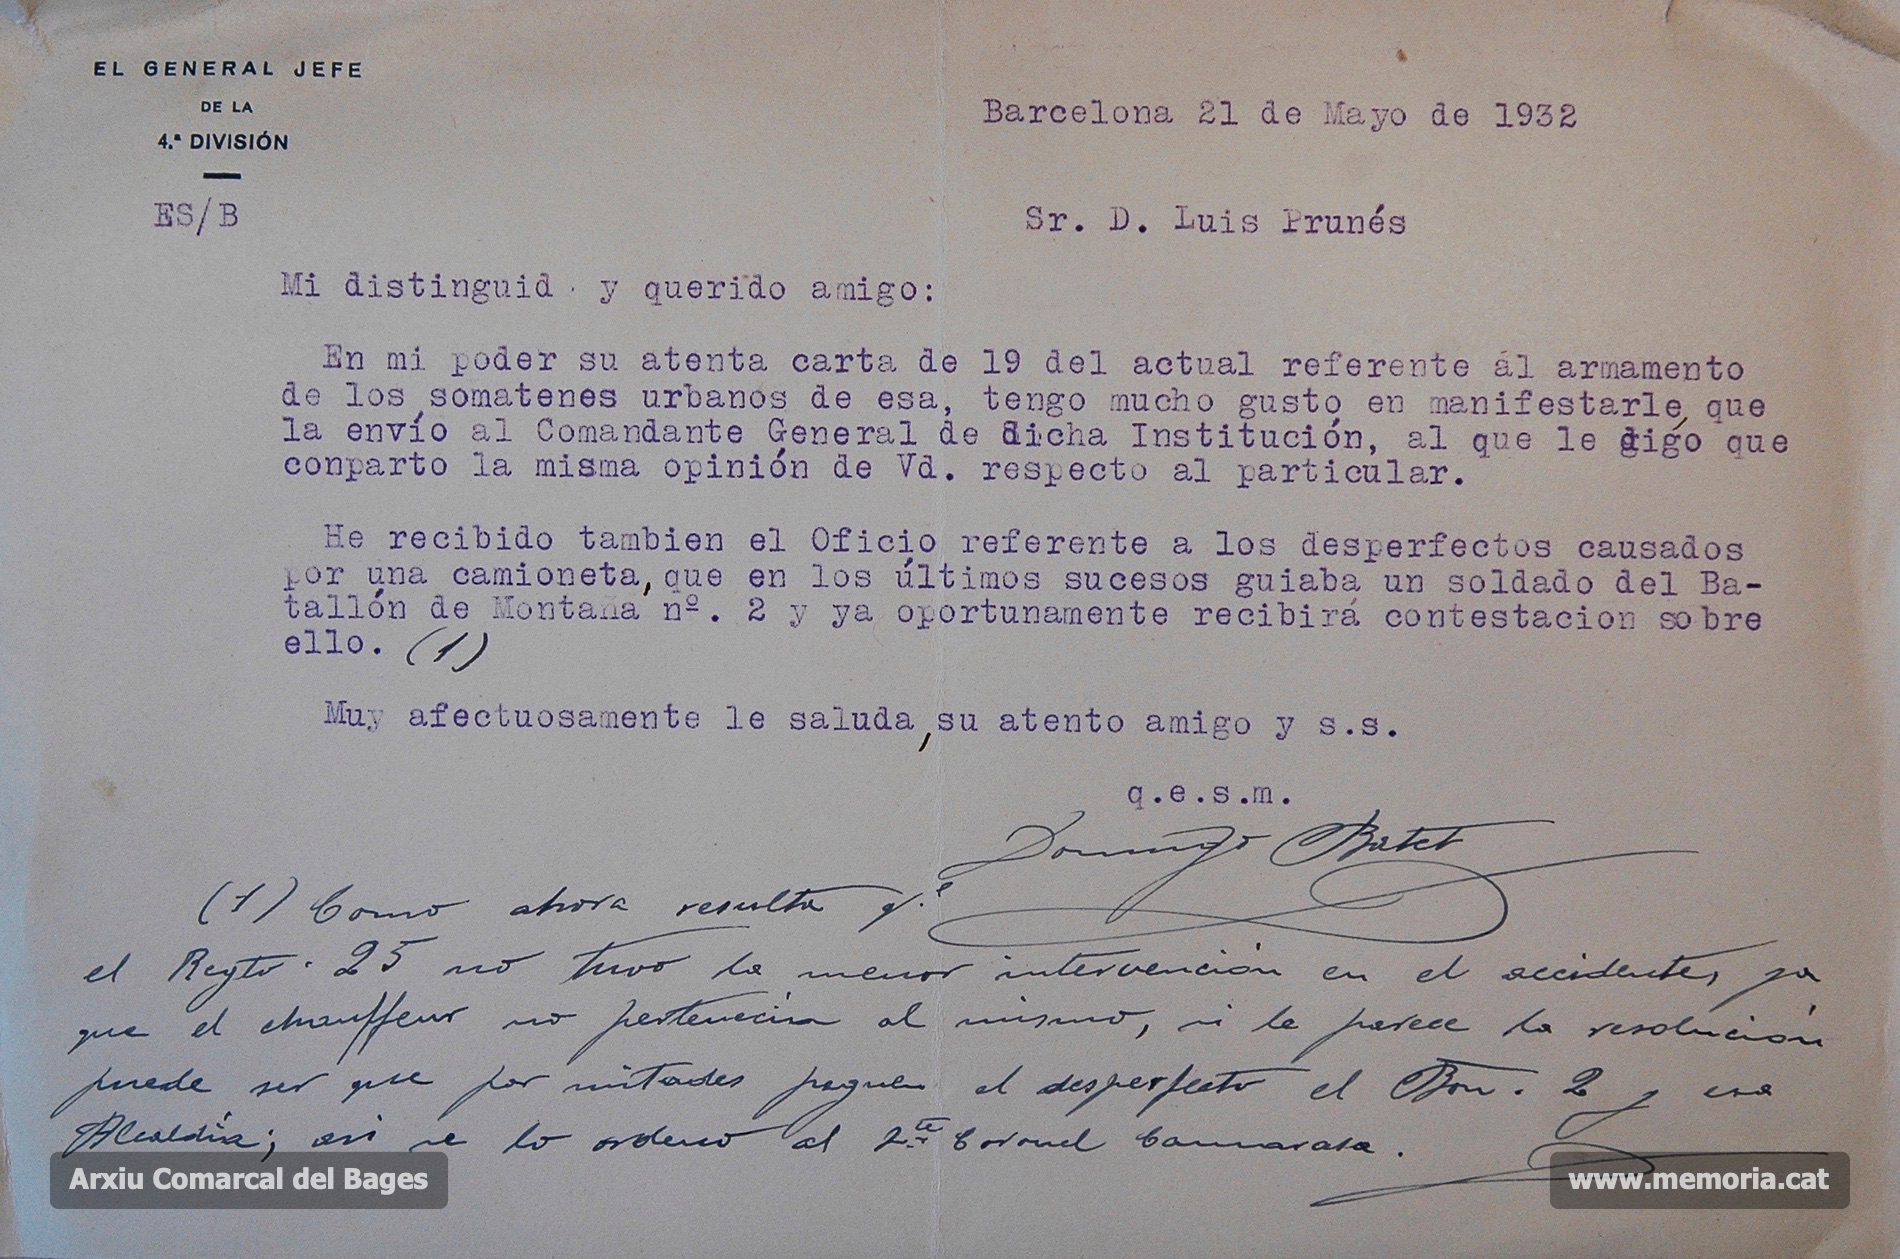 EL GENERAL JEFE
DE LA
4.ª DIVISIÓN
ES/B
Barcelona 21 de Mayo de 1932
Sr. D. Luis Prunés
Mi distinguid y querido amigo:
En mi poder su atenta carta de 19 del actual referente ál armamento
de los somatenes urbanos de esa, tengo mucho gusto en manifestarle, que
la envío al Comandante General de dicha Institución, al que le digo que
conparto la misma opinión de Vd. respecto al particular.
He recibido tambien el Oficio referente a los desperfectos causados
por una camioneta, que en los últimos sucesos guiaba un soldado del Ba-
tallón de Montaña nº. 2 y ya oportunamente recibirá contestacion sobre
ello. (1)
Muy afectuosamente le saluda, su atento amigo y s.s.
q.e.s.m.
Domingo Batet
(1) Como ahora resulta q.e
el Regto. 25 no tuvo la menor intervención en el accidente, ya
que el chauffeur no pertenecía al mismo, si le parece la resolución
puede ser que por mitades paguen el desperfecto el Bon. 2 y esa
Alcaldía; asi se lo ordeno al Coronel
Arxiu Comarcal del Bages
www.memoria.cat